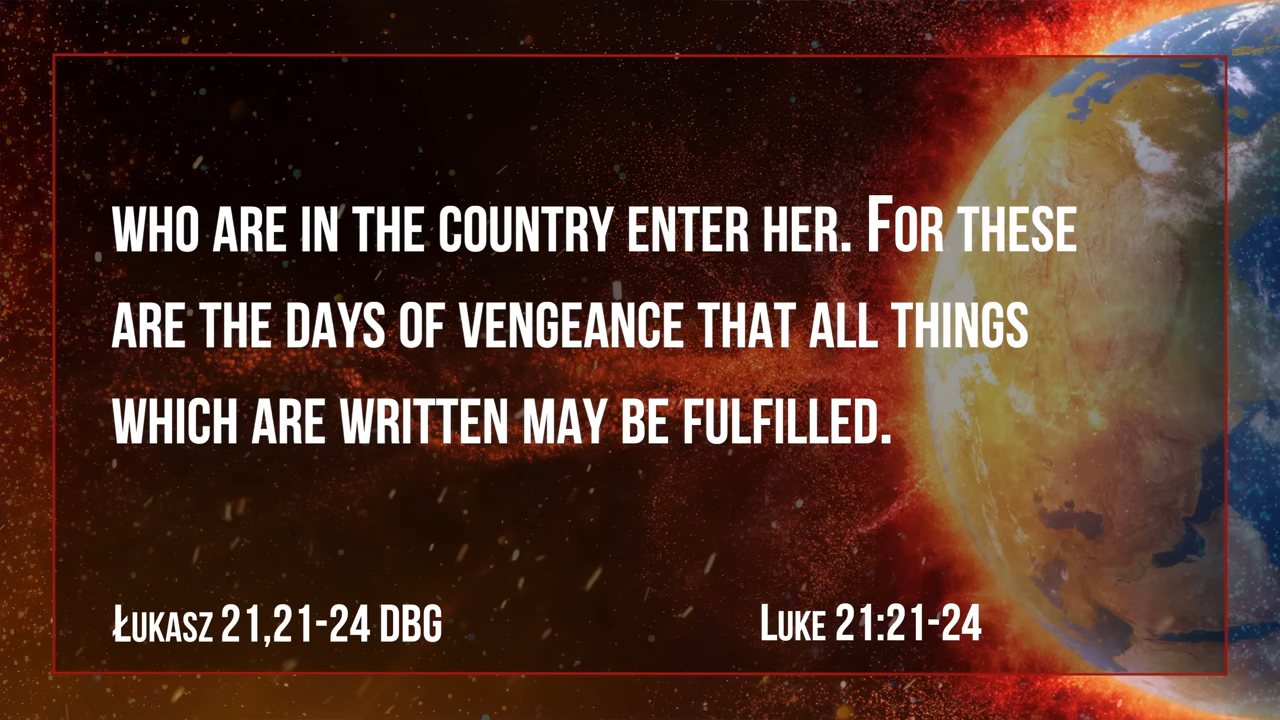 WHO ARE IN THE COUNTRY ENTER HER. FOR THESE
ARE THE DAYS OF VENGEANCE THAT ALL THINGS
WHICH ARE WRITTEN MAY BE FULFILLED.
ŁUKASZ 21,21-24 DBG
LUKE 21:21-24